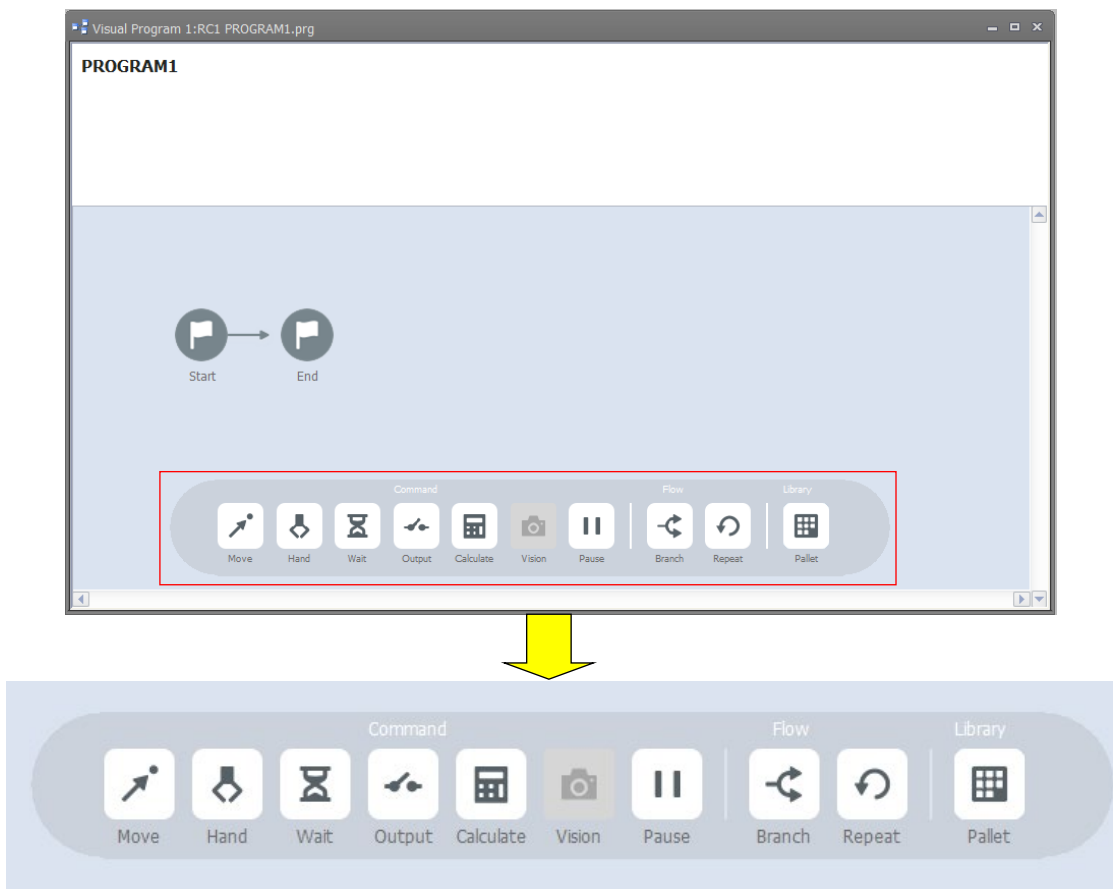 Visual Program 1:RC1 PROGRAM1.prg
PROGRAM1
Start End
Command Flow Library
Move Hand Wait Output Calculate Vision Pause Branch Repeat Pallet
Command Flow Library
Move Hand Wait Output Calculate Vision Pause Branch Repeat Pallet